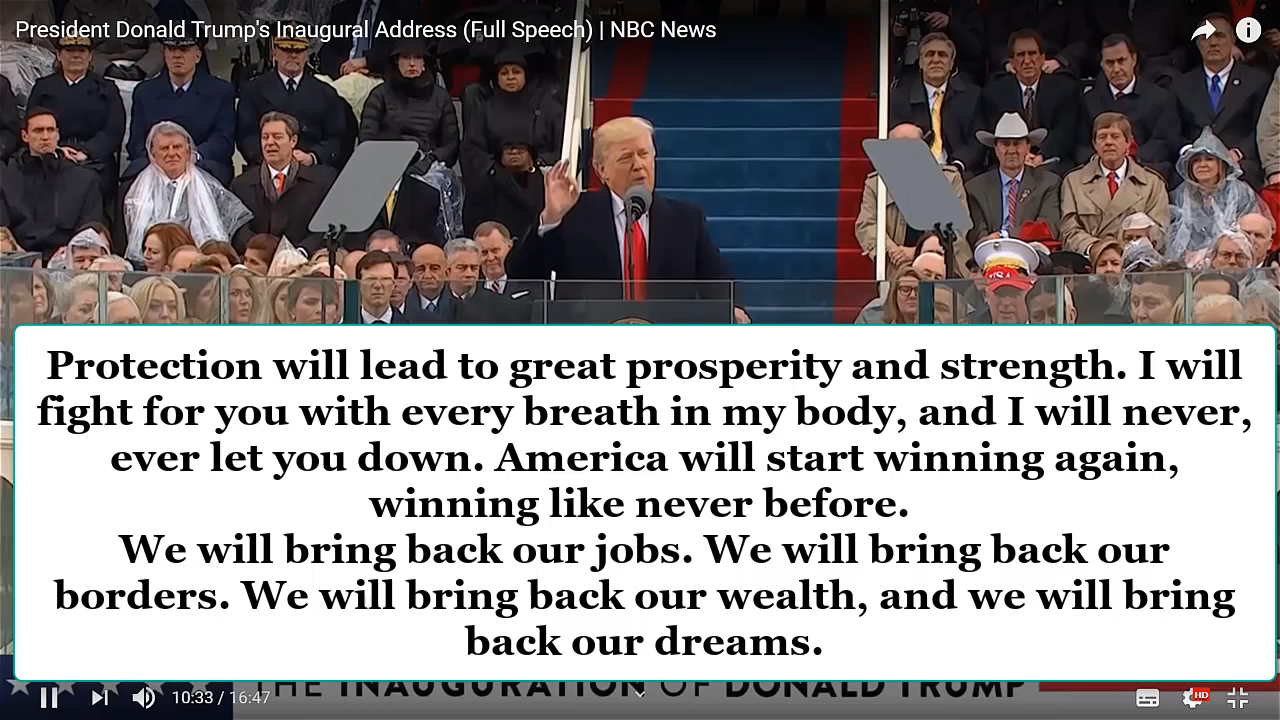 President Donald Trump's Inaugural Address (Full Speech) | NBC News
USA
Protection will lead to great prosperity and strength. I will
fight for you with every breath in my body, and I will never,
ever let you down. America will start winning again,
winning like never before.
We will bring back our jobs. We will bring back our
borders. We will bring back our wealth, and we will bring
back our dreams.
THE INAUGURATION OF DONALD TRUMP
10:33 / 16:47
HD